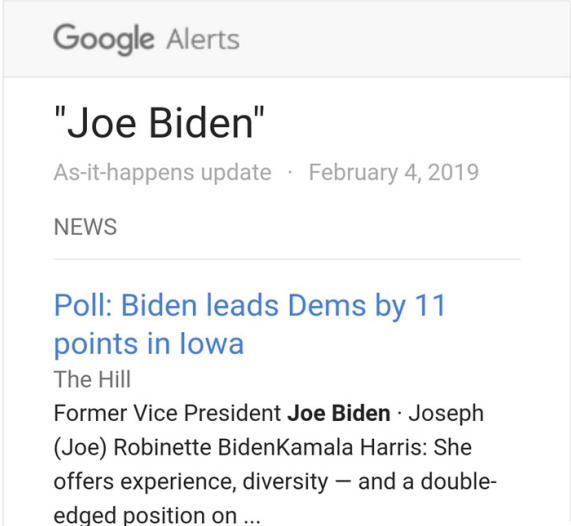 Google Alerts
"Joe Biden"
As-it-happens update · February 4, 2019
NEWS
Poll: Biden leads Dems by 11
points in Iowa
The Hill
Former Vice President Joe Biden · Joseph
(Joe) Robinette BidenKamala Harris: She
offers experience, diversity — and a double-
edged position on ...